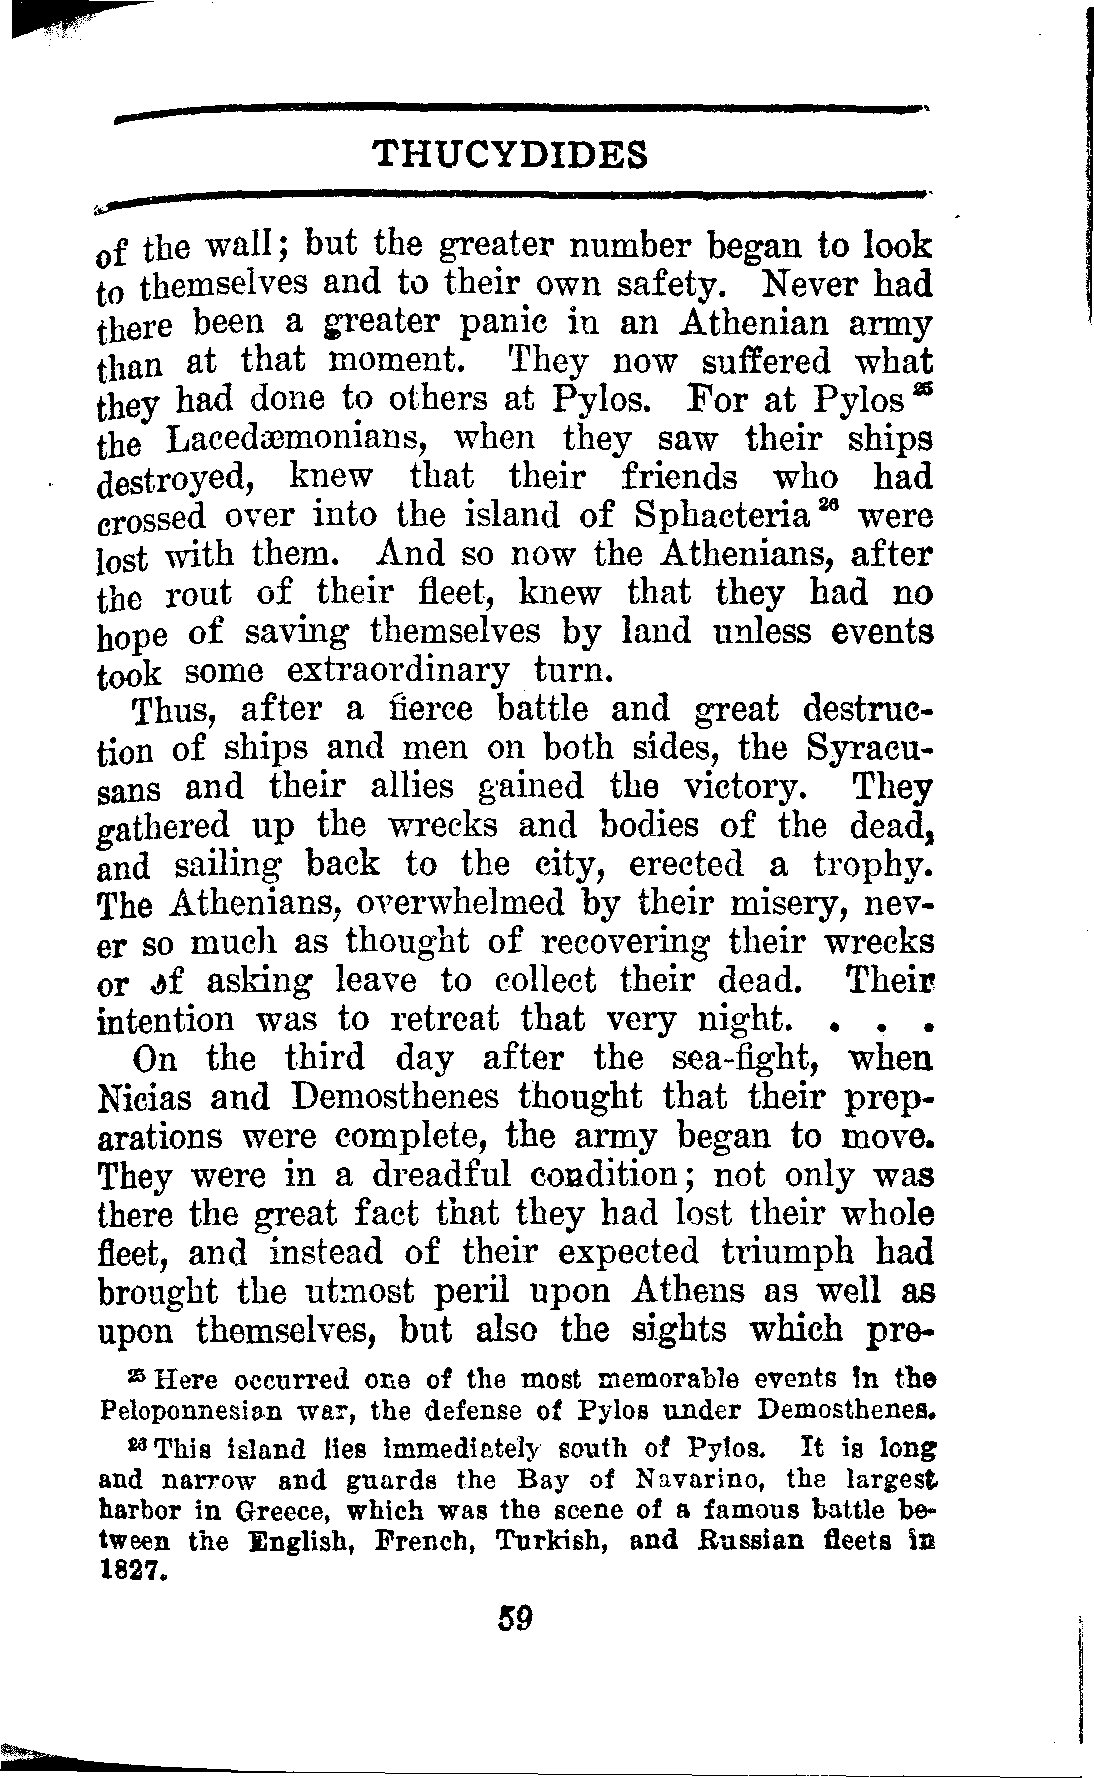 THUCYDIDES
of the wall; but the greater number began to look
to themselves and to their own safety. Never had
there been a greater panic in an Athenian army
than at that moment. They now suffered what
they had done to others at Pylos. For at Pylos²⁵
the Lacedæmonians, when they saw their ships
destroyed, knew that their friends who had
crossed over into the island of Sphacteria²⁶ were
lost with them. And so now the Athenians, after
the rout of their fleet, knew that they had no
hope of saving themselves by land unless events
took some extraordinary turn.
Thus, after a fierce battle and great destruc-
tion of ships and men on both sides, the Syracu-
sans and their allies gained the victory. They
gathered up the wrecks and bodies of the dead,
and sailing back to the city, erected a trophy.
The Athenians, overwhelmed by their misery, nev-
er so much as thought of recovering their wrecks
or of asking leave to collect their dead. Their
intention was to retreat that very night. . . .
On the third day after the sea-fight, when
Nicias and Demosthenes thought that their prep-
arations were complete, the army began to move.
They were in a dreadful condition; not only was
there the great fact that they had lost their whole
fleet, and instead of their expected triumph had
brought the utmost peril upon Athens as well as
upon themselves, but also the sights which pre-
²⁵ Here occurred one of the most memorable events in the
Peloponnesian war, the defense of Pylos under Demosthenes.
²⁶ This island lies immediately south of Pylos. It is long
and narrow and guards the Bay of Navarino, the largest
harbor in Greece, which was the scene of a famous battle be-
tween the English, French, Turkish, and Russian fleets in
1827.
59